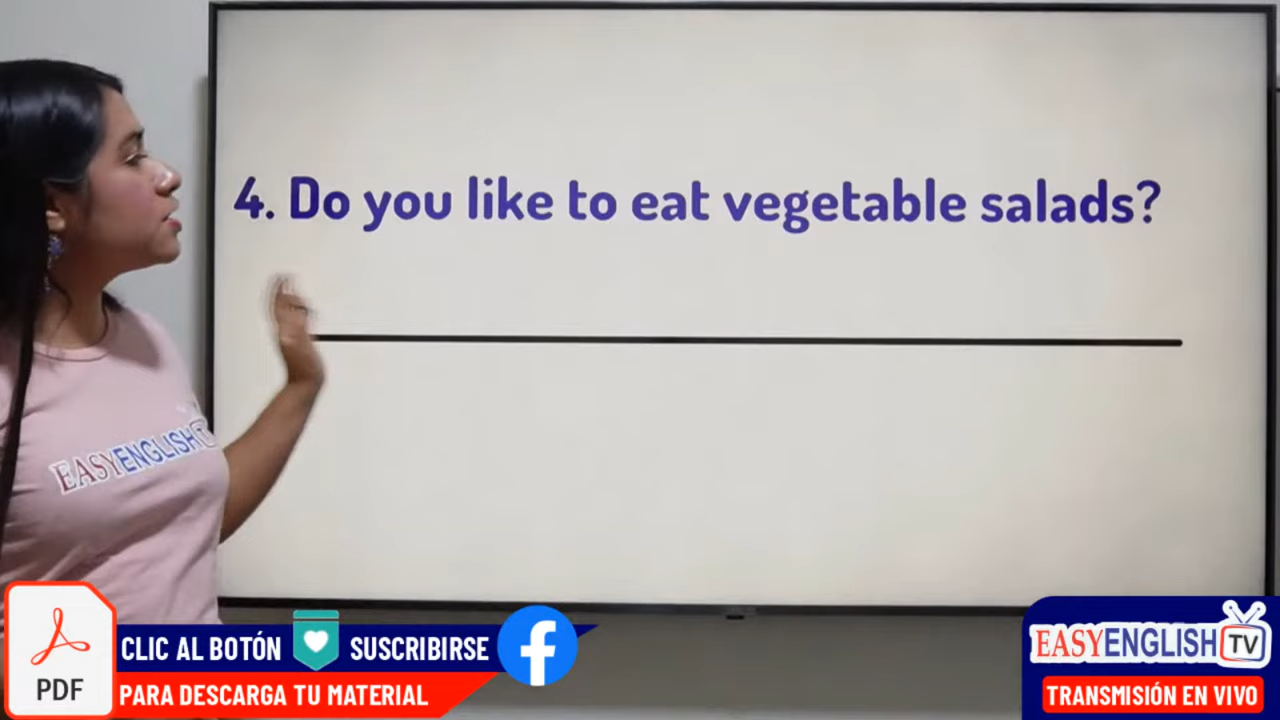 4. Do you like to eat vegetable salads?
EASYENGLISH
PDF
CLIC AL BOTÓN
SUSCRIBIRSE
PARA DESCARGA TU MATERIAL
EASYENGLISH TV
TRANSMISIÓN EN VIVO